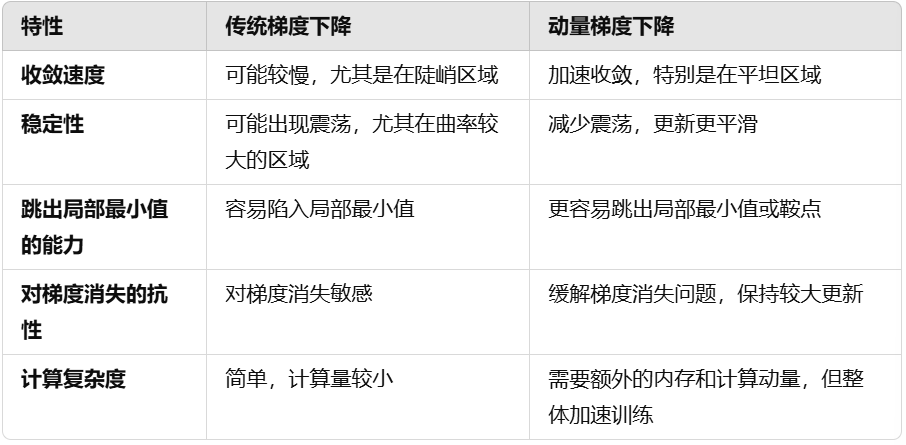 特性 传统梯度下降 动量梯度下降
收敛速度 可能较慢，尤其是在陡峭区域 加速收敛，特别是在平坦区域
稳定性 可能出现震荡，尤其在曲率较 减少震荡，更新更平滑
大的区域
跳出局部最小值 容易陷入局部最小值 更容易跳出局部最小值或鞍点
的能力
对梯度消失的抗 对梯度消失敏感 缓解梯度消失问题，保持较大更新
性
计算复杂度 简单，计算量较小 需要额外的内存和计算动量，但整
体加速训练